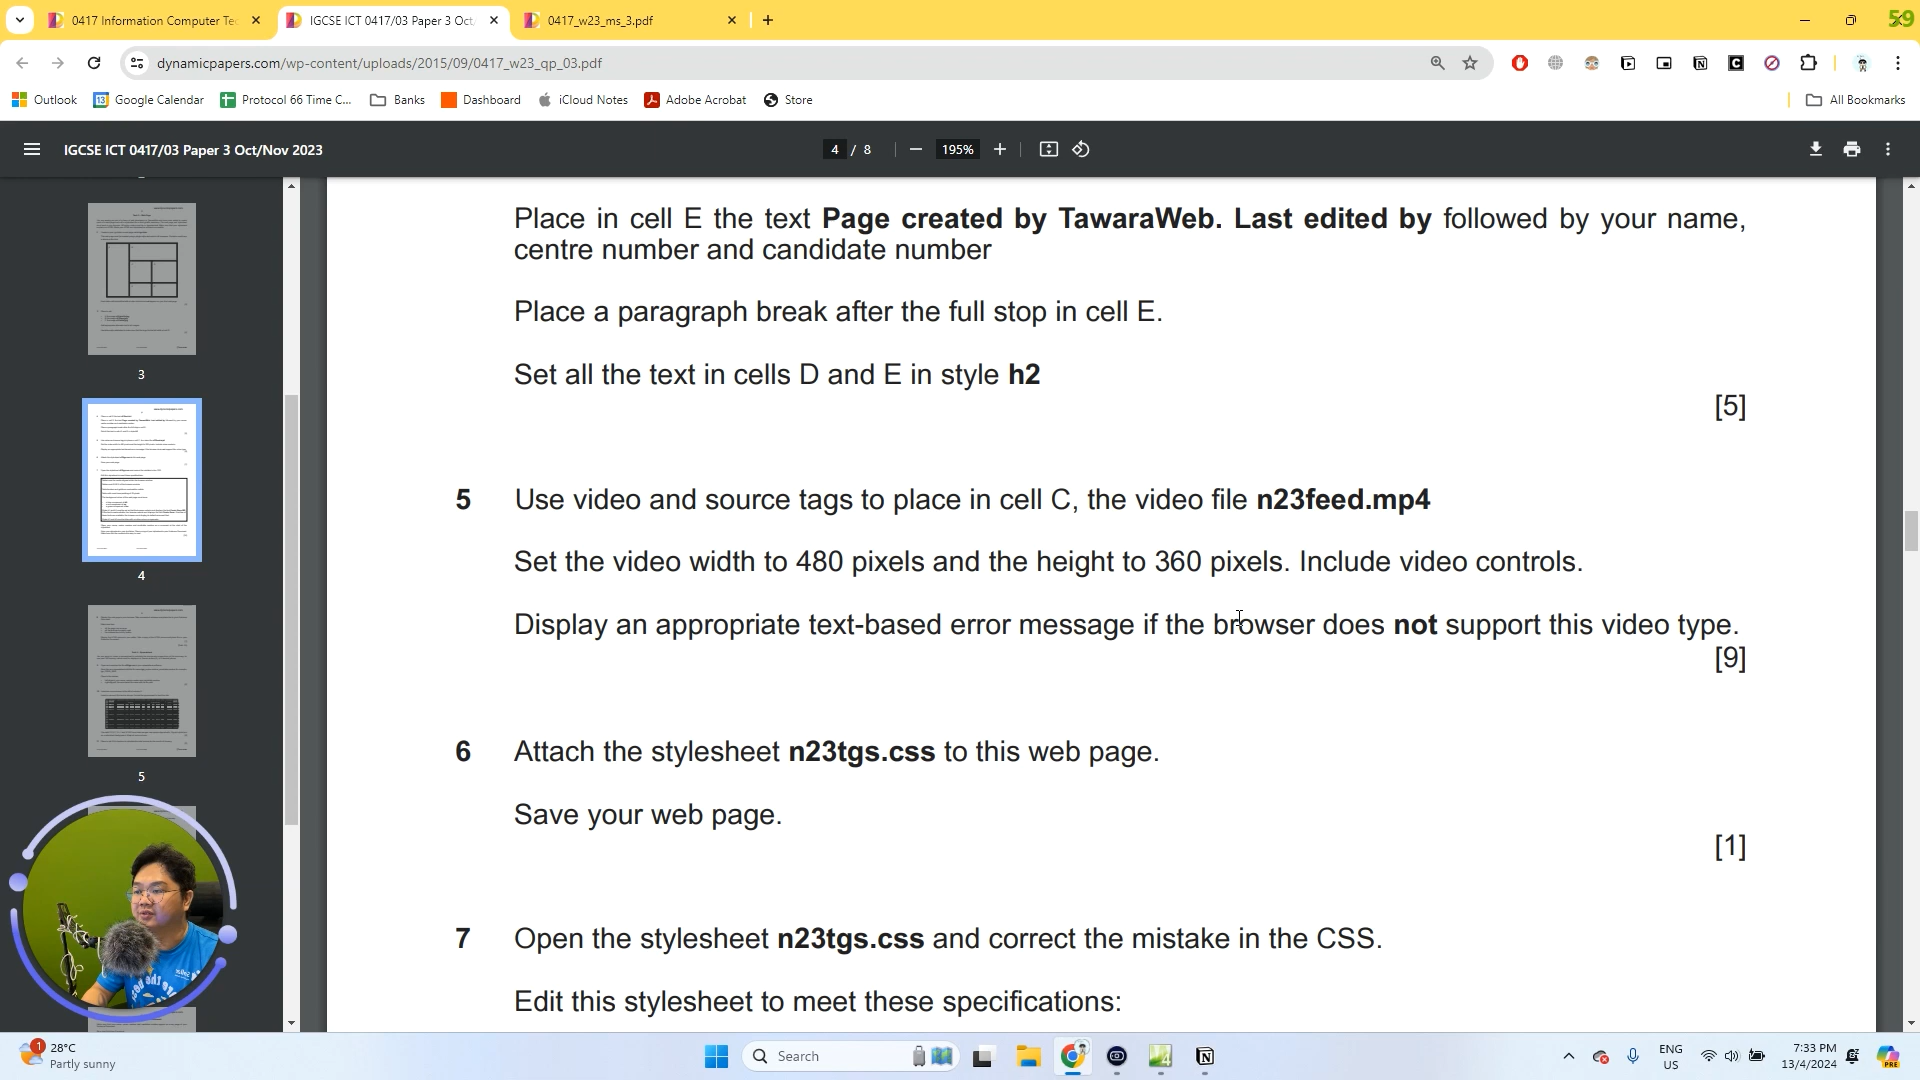 0417 Information Computer Tec
IGCSE ICT 0417/03 Paper 3 Oct
0417_w23_ms_3.pdf
59
dynamicpapers.com/wp-content/uploads/2015/09/0417_w23_qp_03.pdf
Outlook
Google Calendar
Protocol 66 Time C...
Banks
Dashboard
iCloud Notes
Adobe Acrobat
Store
All Bookmarks
IGCSE ICT 0417/03 Paper 3 Oct/Nov 2023
4 / 8
195%
3
4
5
Place in cell E the text Page created by TawaraWeb. Last edited by followed by your name,
centre number and candidate number
Place a paragraph break after the full stop in cell E.
Set all the text in cells D and E in style h2
[5]
5 Use video and source tags to place in cell C, the video file n23feed.mp4
Set the video width to 480 pixels and the height to 360 pixels. Include video controls.
Display an appropriate text-based error message if the browser does not support this video type.
[9]
6 Attach the stylesheet n23tgs.css to this web page.
Save your web page.
[1]
7 Open the stylesheet n23tgs.css and correct the mistake in the CSS.
Edit this stylesheet to meet these specifications:
1
28°C
Partly sunny
Search
ENG
US
7:33 PM
13/4/2024
PRE